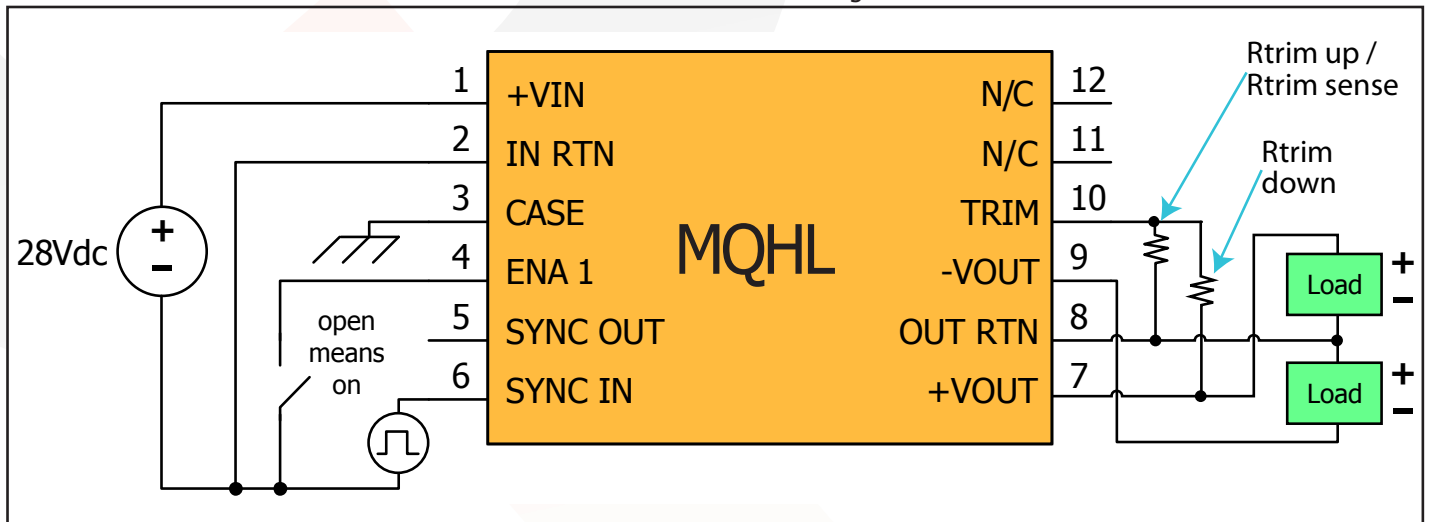 Rtrim up /
Rtrim sense
Rtrim
down
1
+VIN
2
IN RTN
3
CASE
4
ENA 1
5
SYNC OUT
6
SYNC IN
MQHL
12
N/C
11
N/C
10
TRIM
9
-VOUT
8
OUT RTN
7
+VOUT
28Vdc
+
–
open
means
on
Load
+
–
Load
+
–